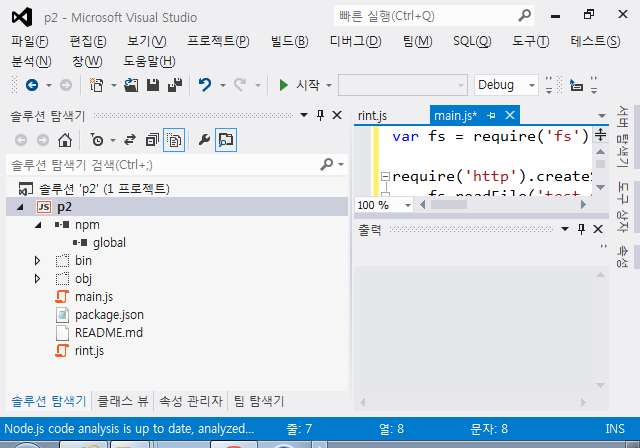 p2 - Microsoft Visual Studio
빠른 실행(Ctrl+Q)
파일(F) 편집(E) 보기(V) 프로젝트(P) 빌드(B) 디버그(D) 팀(M) SQL(Q) 도구(T) 테스트(S)
분석(N) 창(W) 도움말(H)
시작 Debug
솔루션 탐색기
솔루션 탐색기 검색(Ctrl+;)
솔루션 'p2' (1 프로젝트)
JS p2
npm
global
bin
obj
main.js
package.json
README.md
rint.js
솔루션 탐색기 클래스 뷰 속성 관리자 팀 탐색기
rint.js main.js*
var fs = require('fs')
require('http').createS
100 %
출력
서버 탐색기
도구 상자
속성
Node.js code analysis is up to date, analyzed... 줄: 7 열: 8 문자: 8 INS